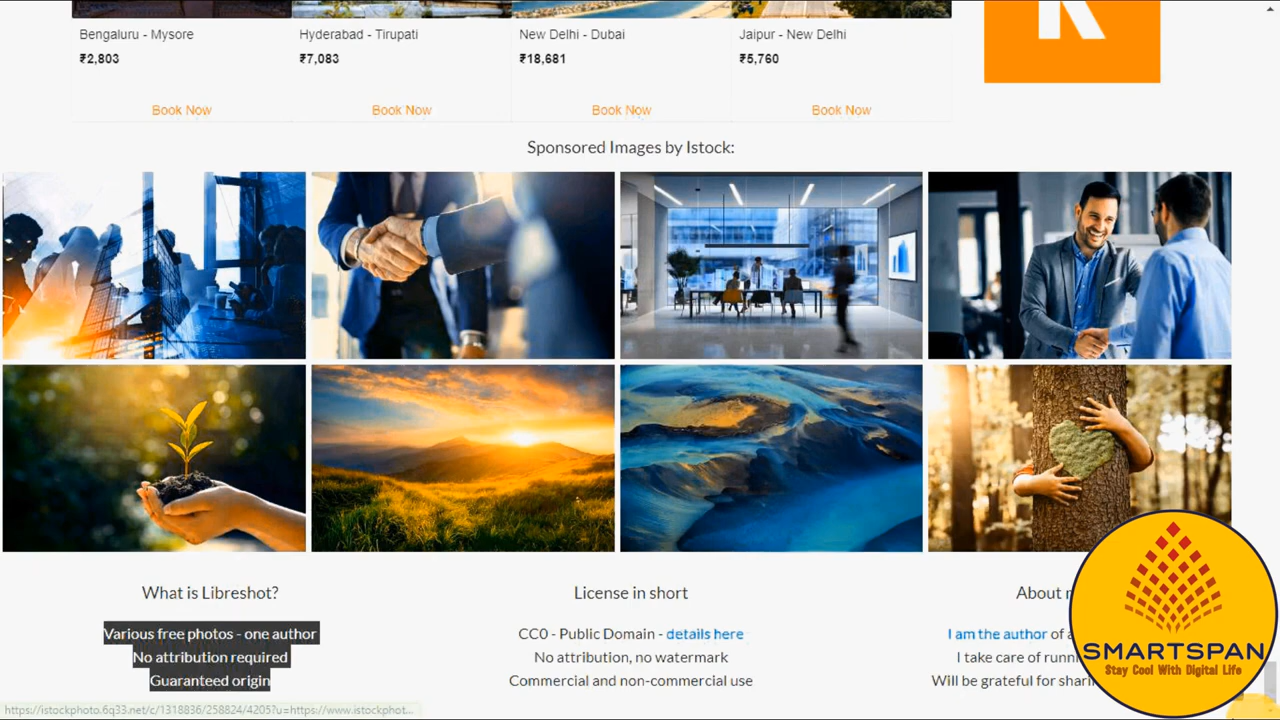 Bengaluru - Mysore
₹2,803
Book Now
Hyderabad - Tirupati
₹7,083
Book Now
New Delhi - Dubai
₹18,681
Book Now
Jaipur - New Delhi
₹5,760
Book Now
Sponsored Images by Istock:
What is Libreshot?
Various free photos - one author
No attribution required
Guaranteed origin
License in short
CC0 - Public Domain - details here
No attribution, no watermark
Commercial and non-commercial use
About
I am the author of
I take care of
Will be grateful for
SMARTSPAN
Stay Cool With Digital Life
https://istockphoto.6q33.net/c/1318836/258824/4205?u=https://www.istockphot...